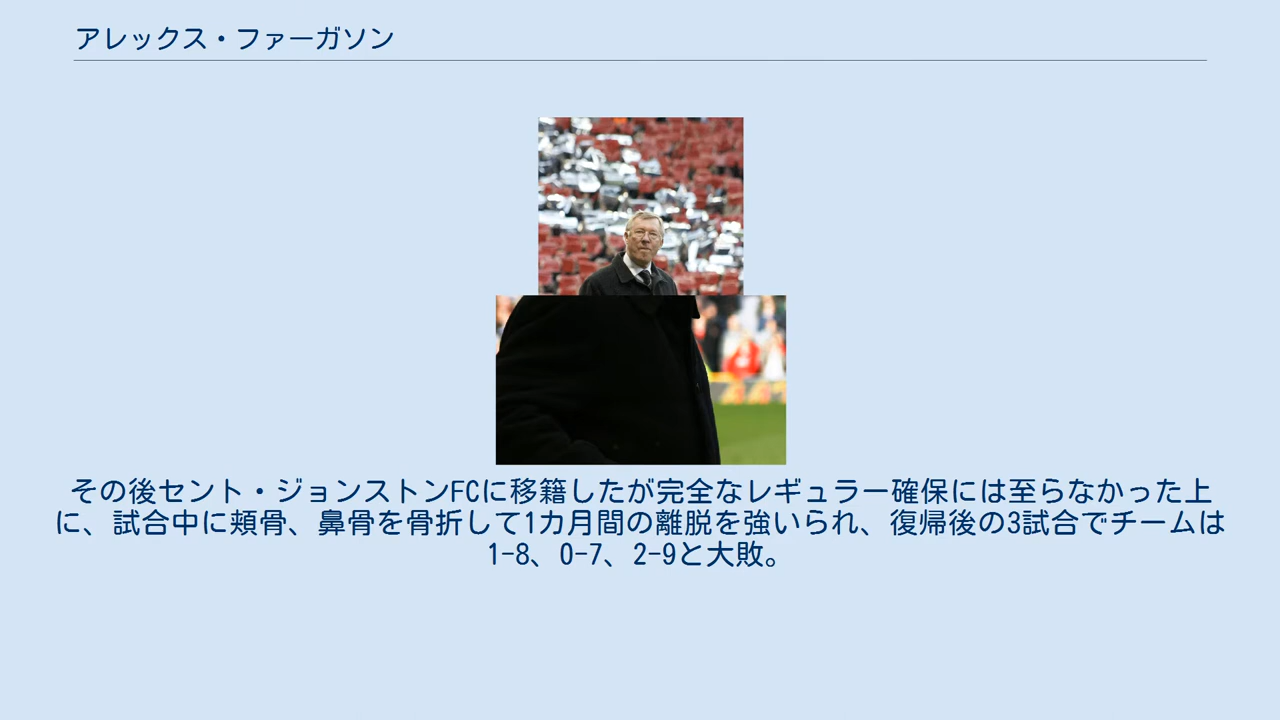 アレックス・ファーガソン
その後セント・ジョンストンFCに移籍したが完全なレギュラー確保には至らなかった上
に、試合中に頬骨、鼻骨を骨折して1カ月間の離脱を強いられ、復帰後の3試合でチームは
1-8、0-7、2-9と大敗。